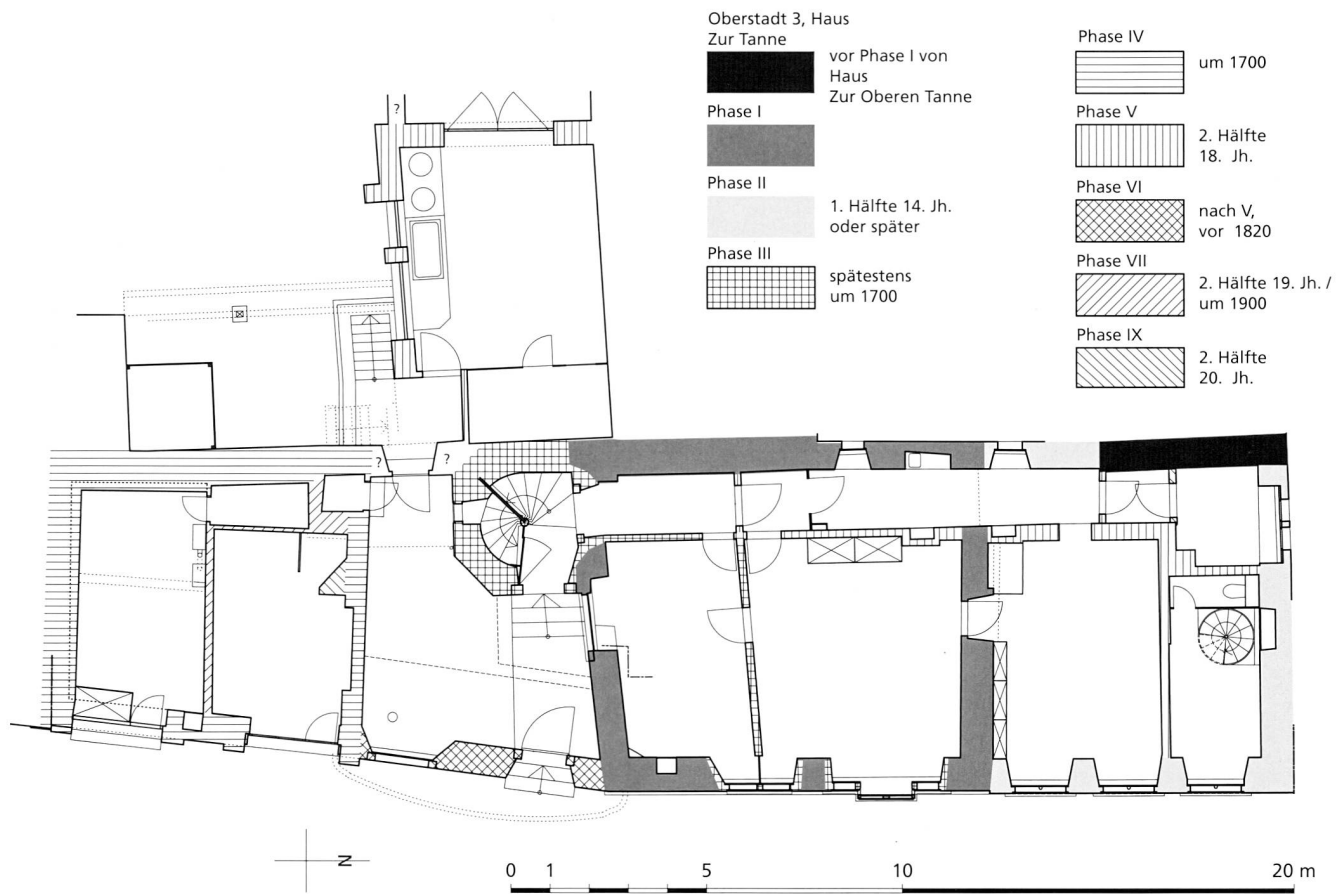 Oberstadt 3, Haus
Zur Tanne
vor Phase I von
Haus
Zur Oberen Tanne
Phase I
Phase II
1. Hälfte 14. Jh.
oder später
Phase III
spätestens
um 1700
Phase IV
um 1700
Phase V
2. Hälfte
18. Jh.
Phase VI
nach V,
vor 1820
Phase VII
2. Hälfte 19. Jh. /
um 1900
Phase IX
2. Hälfte
20. Jh.
?
? ?
N
0 1 5 10 20 m